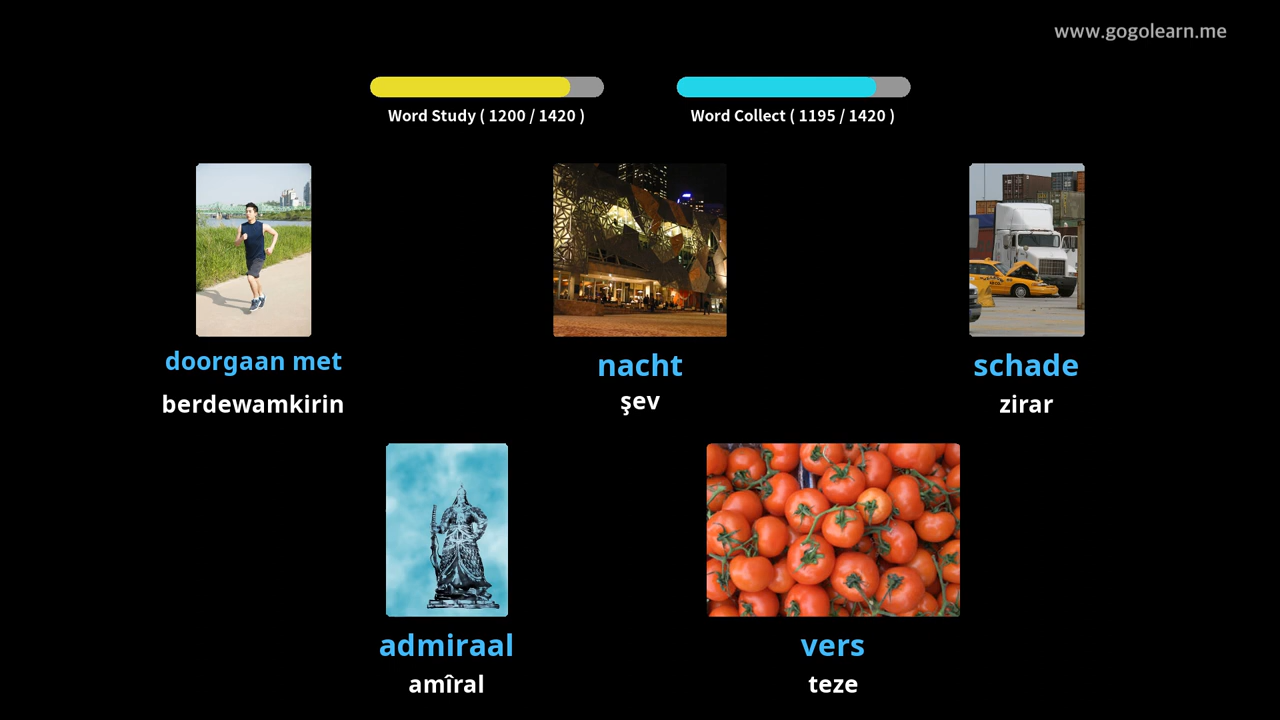 www.gogolearn.me
Word Study ( 1200 / 1420 )
Word Collect ( 1195 / 1420 )
doorgaan met
berdewamkirin
nacht
şev
schade
zirar
admiraal
amîral
vers
teze